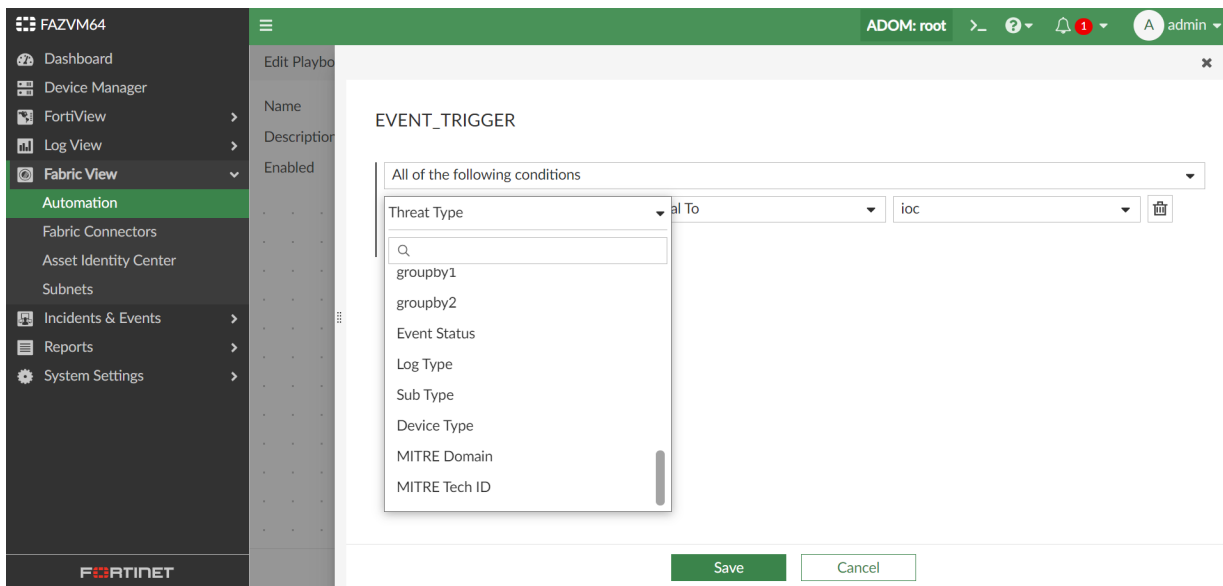 FAZVM64
ADOM: root
1
A
admin
Dashboard
Device Manager
FortiView
Log View
Fabric View
Automation
Fabric Connectors
Asset Identity Center
Subnets
Incidents & Events
Reports
System Settings
FORTINET
Edit Playbo
Name
Description
Enabled
EVENT_TRIGGER
All of the following conditions
Threat Type
al To
ioc
groupby1
groupby2
Event Status
Log Type
Sub Type
Device Type
MITRE Domain
MITRE Tech ID
Save
Cancel